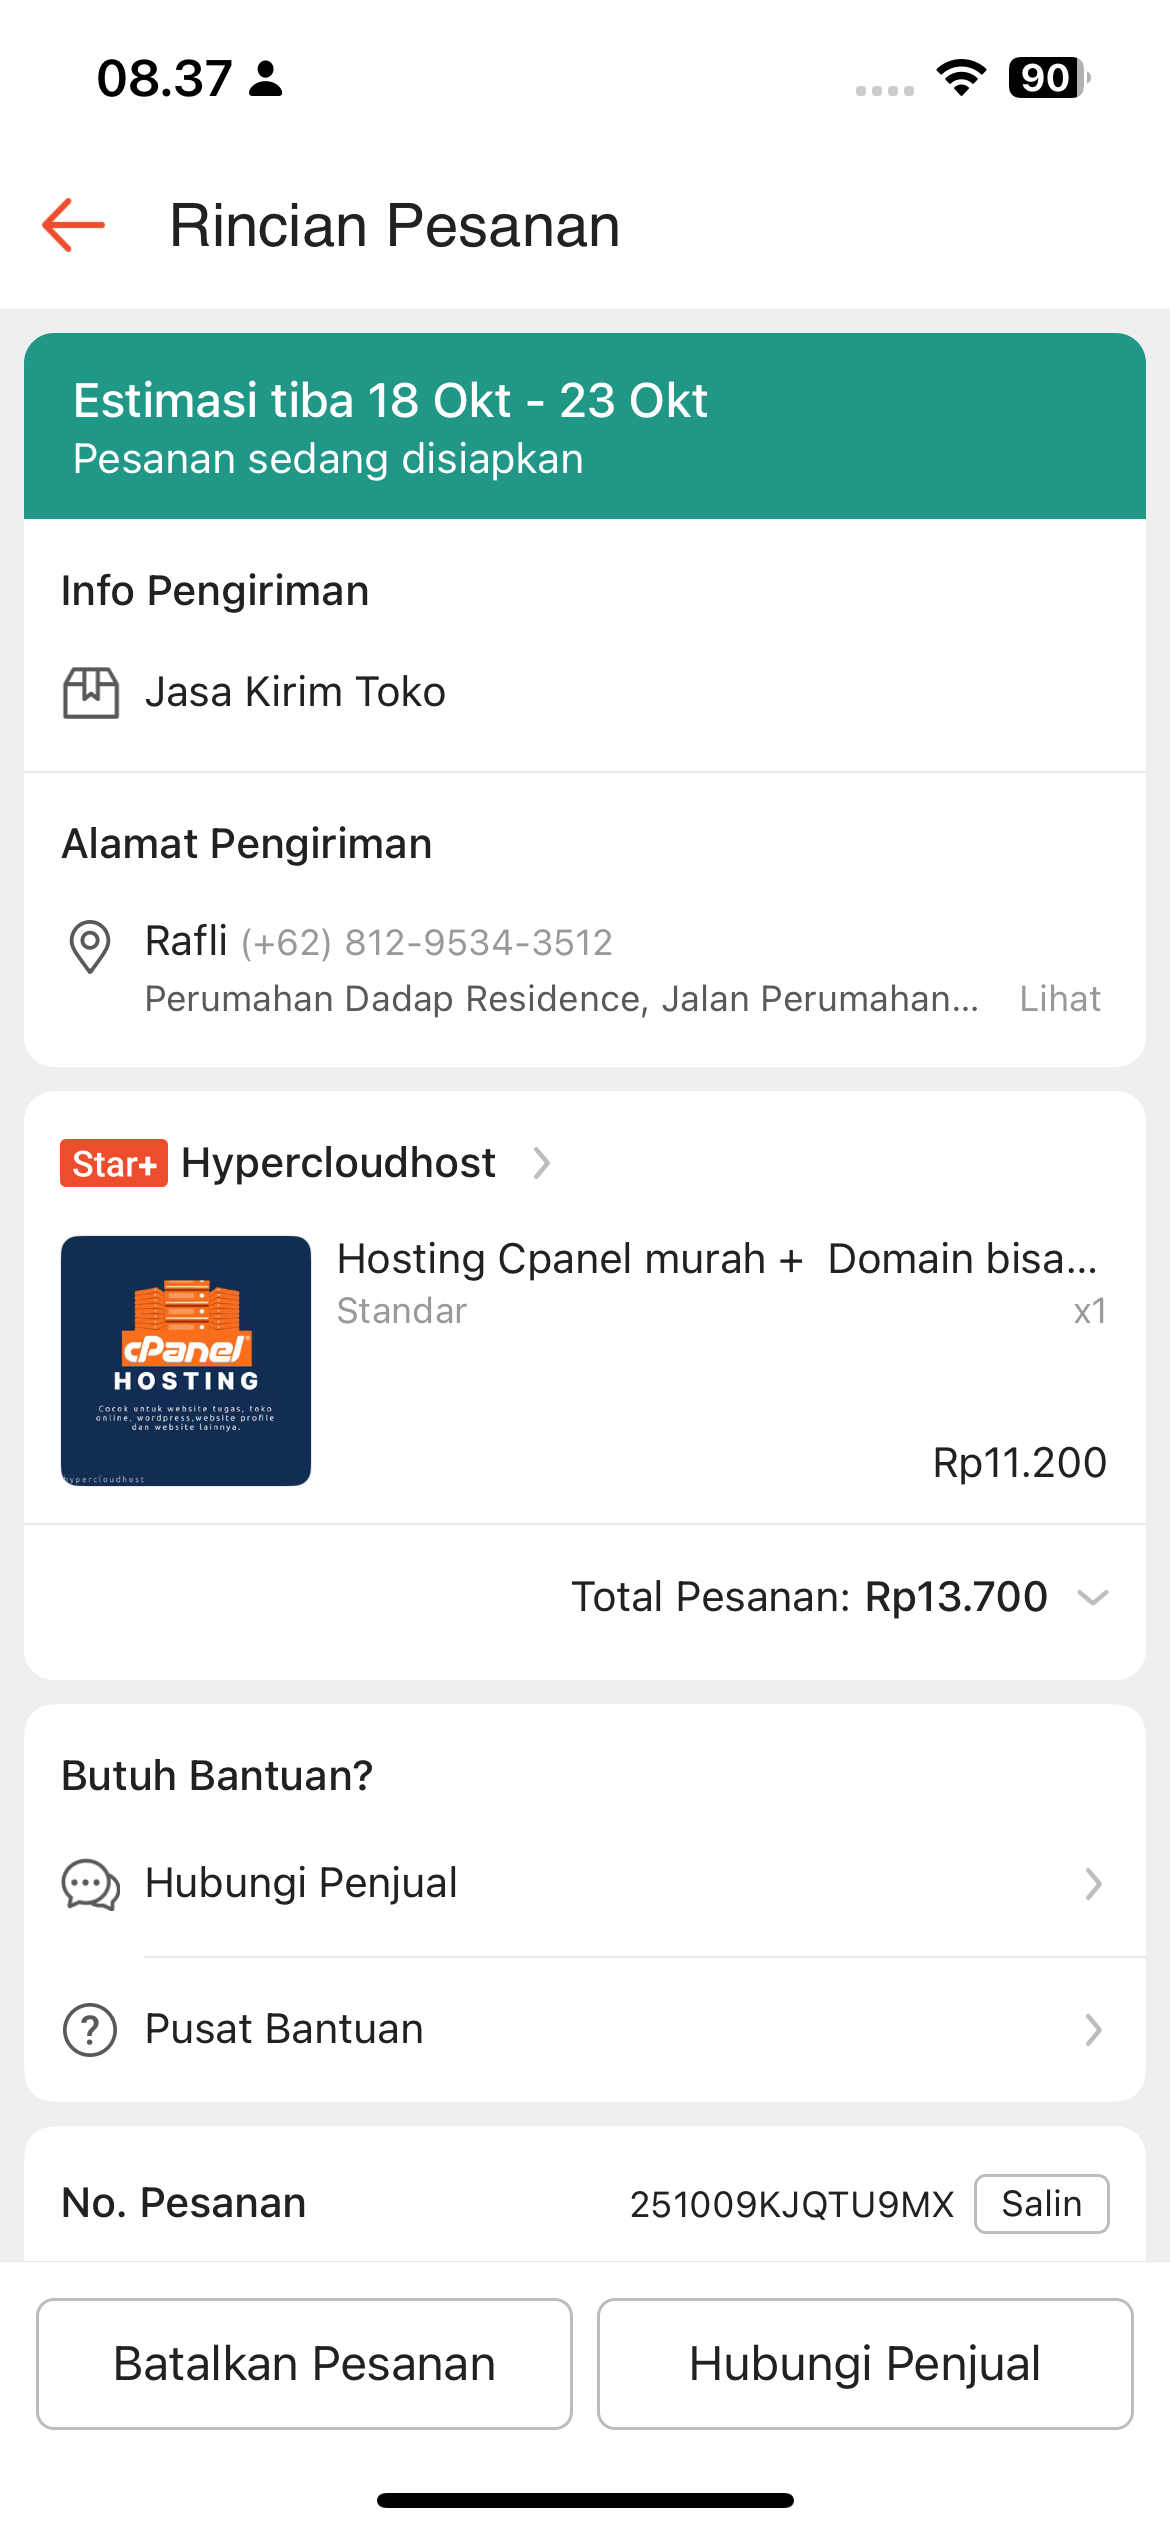 08.37
90
Rincian Pesanan
Estimasi tiba 18 Okt - 23 Okt
Pesanan sedang disiapkan
Info Pengiriman
Jasa Kirim Toko
Alamat Pengiriman
Rafli (+62) 812-9534-3512
Perumahan Dadap Residence, Jalan Perumahan... Lihat
Star+ Hypercloudhost
Hosting Cpanel murah + Domain bisa...
Standar x1
cPanel
HOSTING
Cocok untuk website tugas, toko
online, wordpress,website profile
dan website lainnya.
hypercloudhost
Rp11.200
Total Pesanan: Rp13.700
Butuh Bantuan?
Hubungi Penjual
Pusat Bantuan
No. Pesanan 251009KJQTU9MX Salin
Batalkan Pesanan Hubungi Penjual